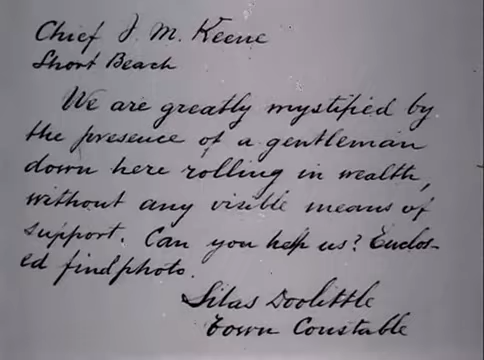 Chief J. M. Keene
Short Beach
We are greatly mystified by
the presence of a gentleman
down here rolling in wealth,
without any visible means of
support. Can you help us? Enclos-
ed find photo.
Silas Doolittle
Town Constable